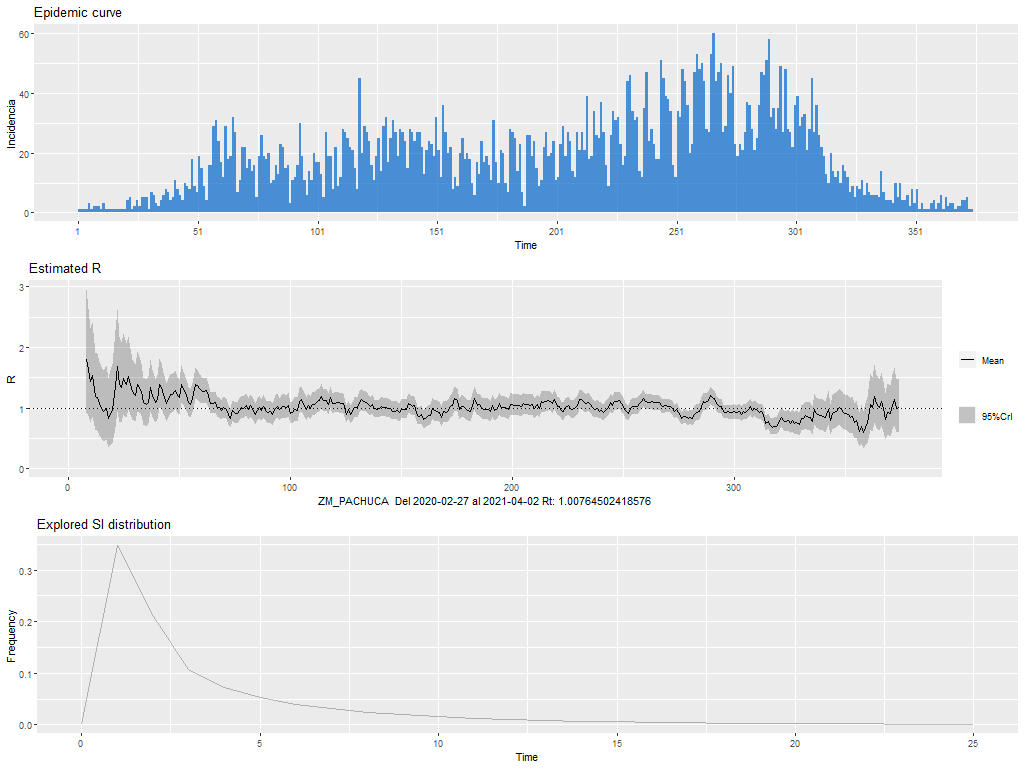 Epidemic curve
Incidencia
60
40
20
0
1 51 101 151 201 251 301 351
Time
Estimated R
R
3
2
1
0
0 100 200 300
ZM_PACHUCA Del 2020-02-27 al 2021-04-02 Rt: 1.00764502418576
Mean
95%CrI
Explored SI distribution
Frequency
0.3
0.2
0.1
0.0
0 5 10 15 20 25
Time